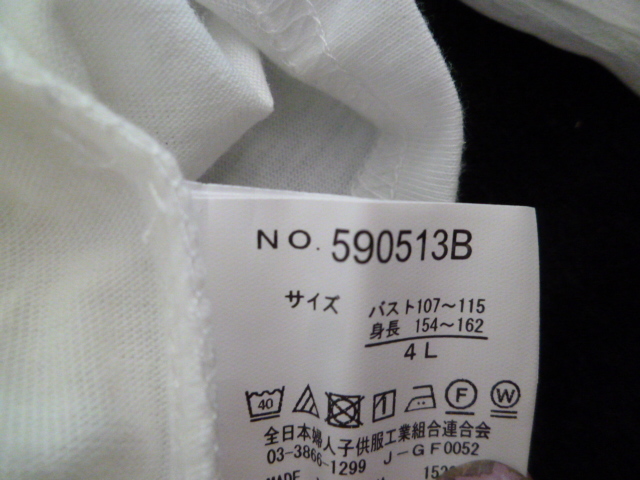 NO. 590513B
サイズ バスト107〜115
身長 154〜162
4L
40 F W
全日本婦人子供服工業組合連合会
03-3866-1299 J-GF0052
MADE